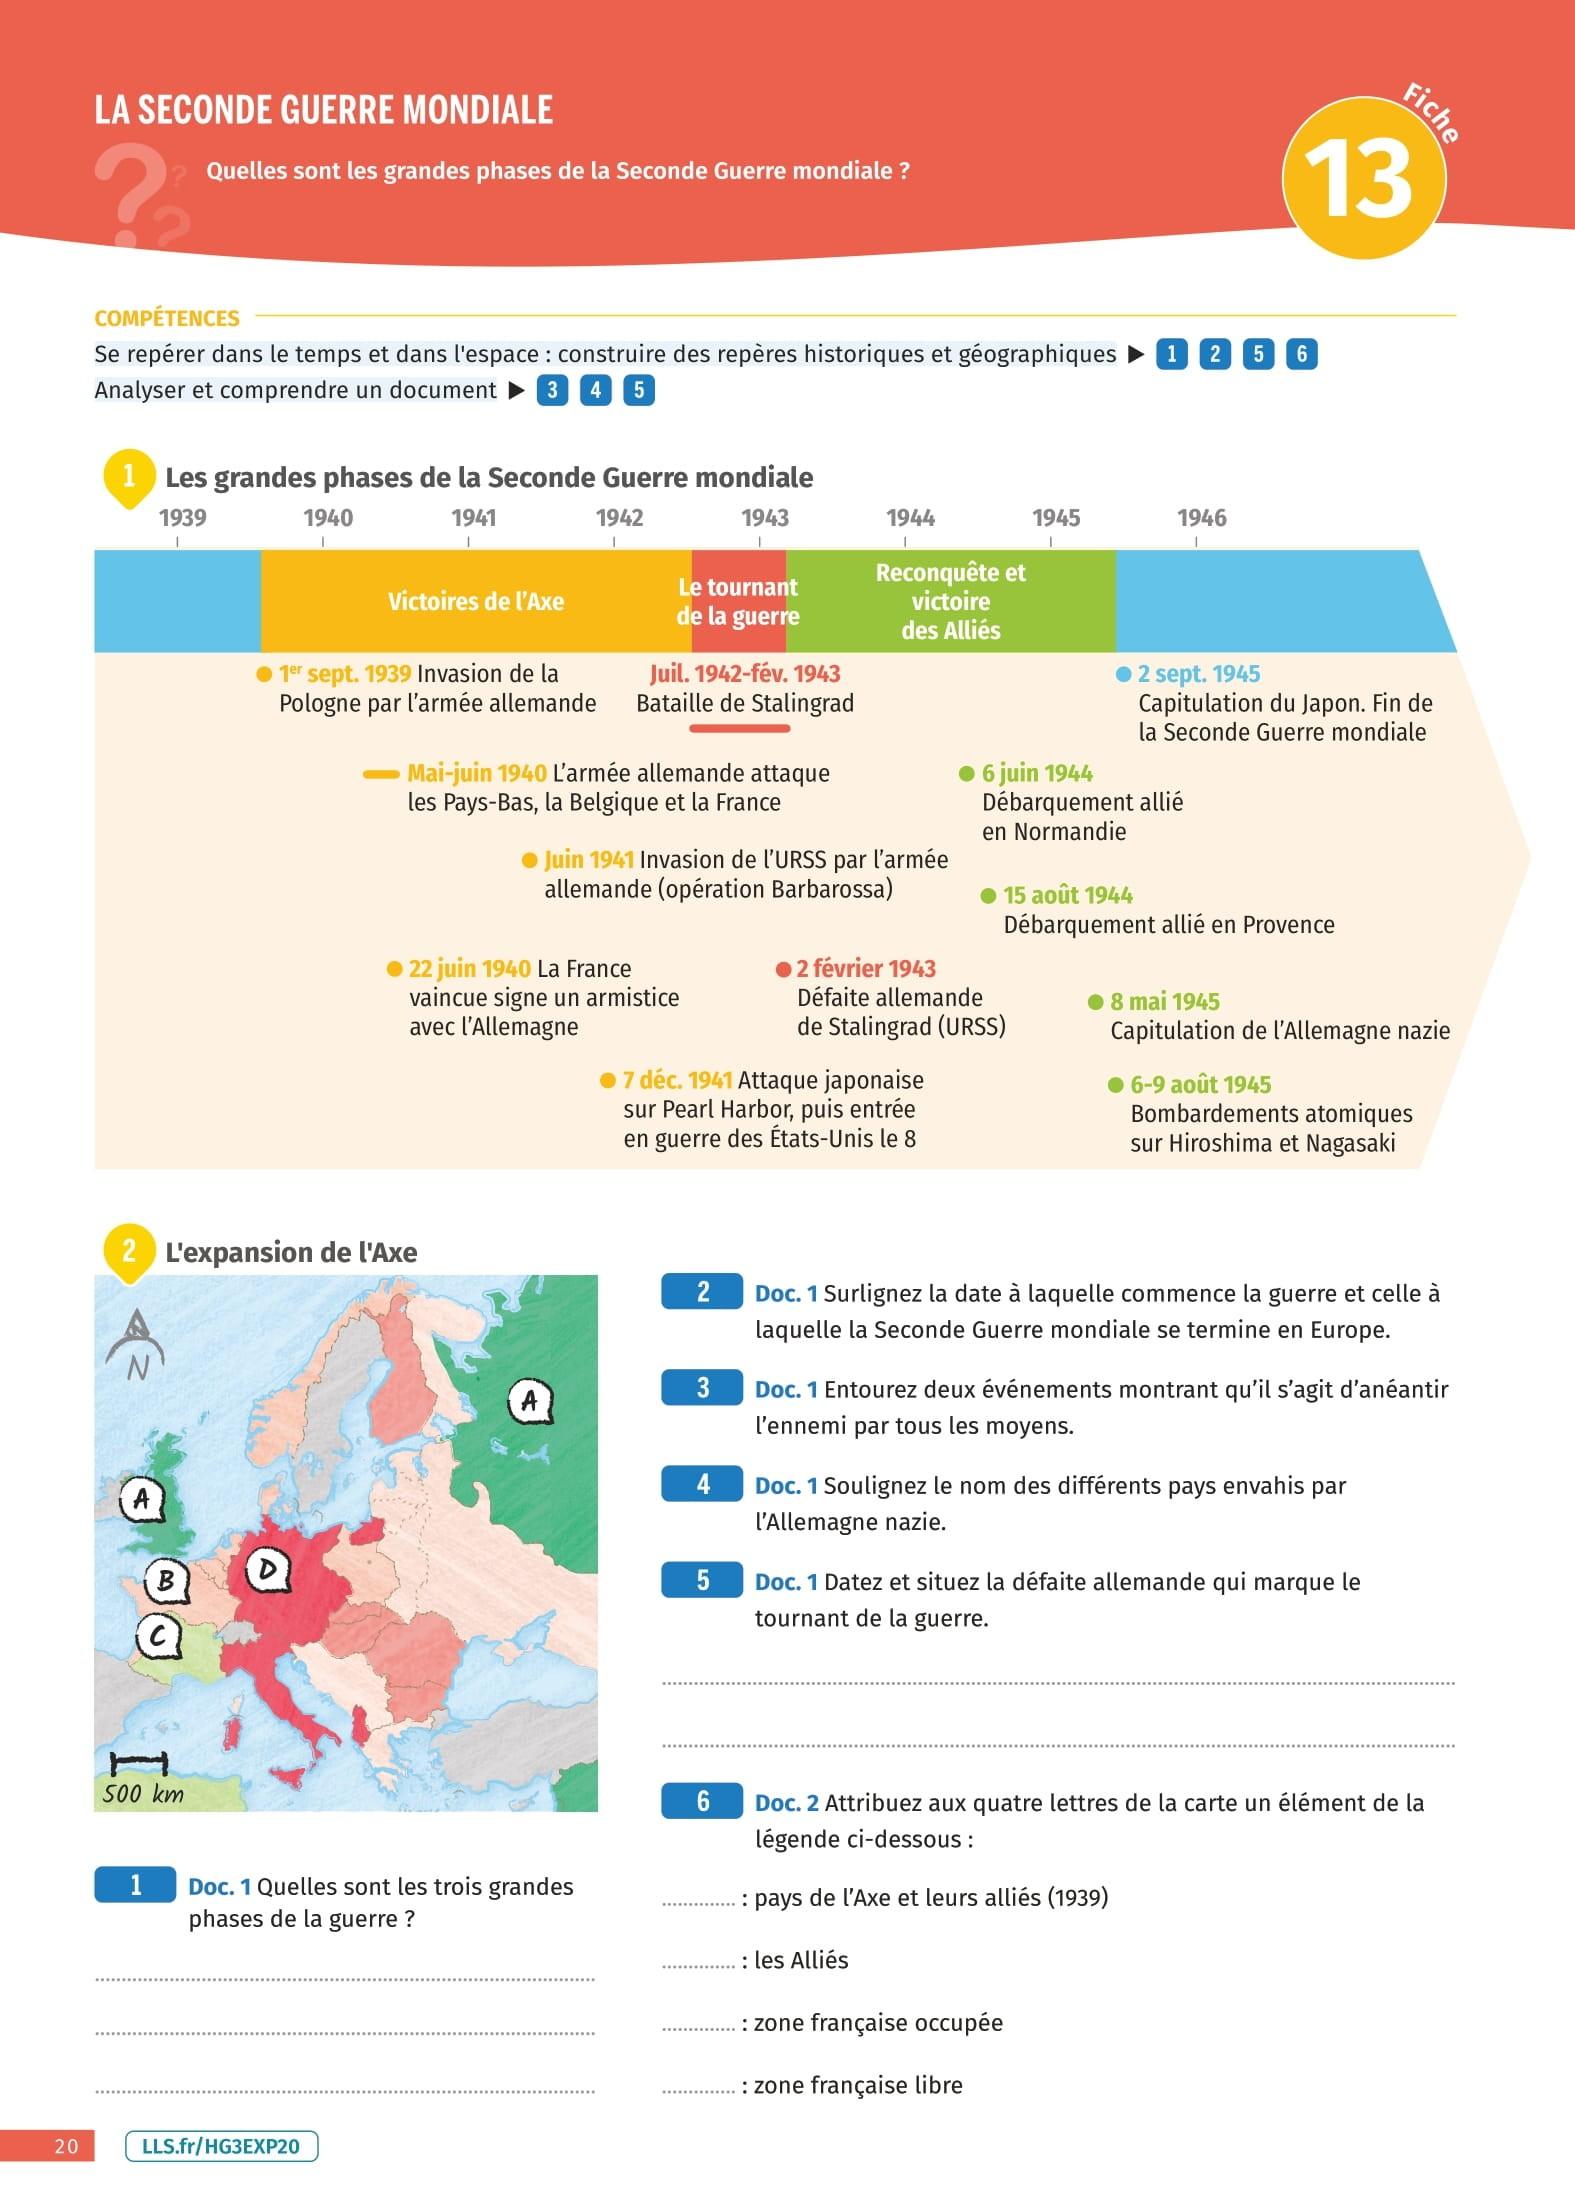 LA SECONDE GUERRE MONDIALE
Quelles sont les grandes phases de la Seconde Guerre mondiale ?
Fiche
13
COMPÉTENCES
Se repérer dans le temps et dans l'espace : construire des repères historiques et géographiques ▶ 1 2 5 6
Analyser et comprendre un document ▶ 3 4 5
1 Les grandes phases de la Seconde Guerre mondiale
1939 1940 1941 1942 1943 1944 1945 1946
Victoires de l’Axe
Le tournant
de la guerre
Reconquête et
victoire
des Alliés
1er sept. 1939 Invasion de la
Pologne par l’armée allemande
Juil. 1942-fév. 1943
Bataille de Stalingrad
2 sept. 1945
Capitulation du Japon. Fin de
la Seconde Guerre mondiale
Mai-juin 1940 L’armée allemande attaque
les Pays-Bas, la Belgique et la France
6 juin 1944
Débarquement allié
en Normandie
Juin 1941 Invasion de l’URSS par l’armée
allemande (opération Barbarossa)
15 août 1944
Débarquement allié en Provence
22 juin 1940 La France
vaincue signe un armistice
avec l’Allemagne
2 février 1943
Défaite allemande
de Stalingrad (URSS)
8 mai 1945
Capitulation de l’Allemagne nazie
7 déc. 1941 Attaque japonaise
sur Pearl Harbor, puis entrée
en guerre des États-Unis le 8
6-9 août 1945
Bombardements atomiques
sur Hiroshima et Nagasaki
2 L'expansion de l'Axe
N
A
A
B
C
D
500 km
1 Doc. 1 Quelles sont les trois grandes
phases de la guerre ?
2 Doc. 1 Surlignez la date à laquelle commence la guerre et celle à
laquelle la Seconde Guerre mondiale se termine en Europe.
3 Doc. 1 Entourez deux événements montrant qu’il s’agit d’anéantir
l’ennemi par tous les moyens.
4 Doc. 1 Soulignez le nom des différents pays envahis par
l’Allemagne nazie.
5 Doc. 1 Datez et situez la défaite allemande qui marque le
tournant de la guerre.
6 Doc. 2 Attribuez aux quatre lettres de la carte un élément de la
légende ci-dessous :
............. : pays de l’Axe et leurs alliés (1939)
............. : les Alliés
............. : zone française occupée
............. : zone française libre
20
LLS.fr/HG3EXP20